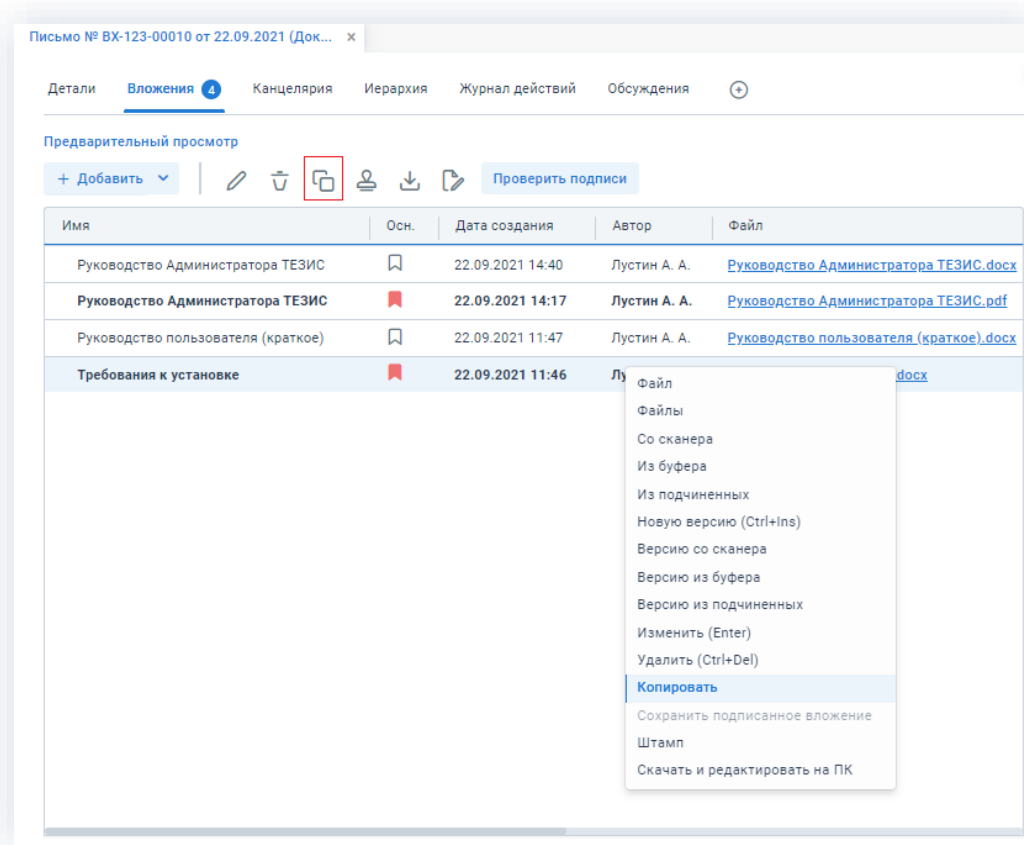 Письмо № ВХ-123-00010 от 22.09.2021 (Док... ×
Детали Вложения 4 Канцелярия Иерархия Журнал действий Обсуждения
Предварительный просмотр
+ Добавить Проверить подписи
Имя Осн. Дата создания Автор Файл
Руководство Администратора ТЕЗИС 22.09.2021 14:40 Лустин А. А. Руководство Администратора ТЕЗИС.docx
Руководство Администратора ТЕЗИС 22.09.2021 14:17 Лустин А. А. Руководство Администратора ТЕЗИС.pdf
Руководство пользователя (краткое) 22.09.2021 11:47 Лустин А. А. Руководство пользователя (краткое).docx
Требования к установке 22.09.2021 11:46 Лу docx
Файл
Файлы
Со сканера
Из буфера
Из подчиненных
Новую версию (Ctrl+Ins)
Версию со сканера
Версию из буфера
Версию из подчиненных
Изменить (Enter)
Удалить (Ctrl+Del)
Копировать
Сохранить подписанное вложение
Штамп
Скачать и редактировать на ПК